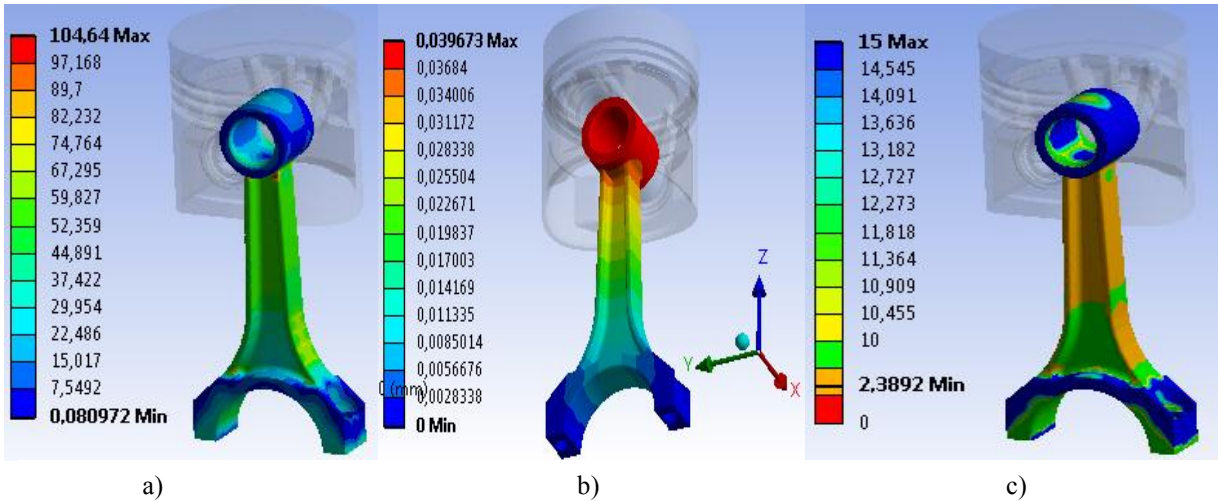 104,64 Max
97,168
89,7
82,232
74,764
67,295
59,827
52,359
44,891
37,422
29,954
22,486
15,017
7,5492
0,080972 Min
0,039673 Max
0,03684
0,034006
0,031172
0,028338
0,025504
0,022671
0,019837
0,017003
0,014169
0,011335
0,0085014
0,0056676
0 (mm)
0,0028338
0 Min
Z
Y
X
15 Max
14,545
14,091
13,636
13,182
12,727
12,273
11,818
11,364
10,909
10,455
10
2,3892 Min
0
a)
b)
c)